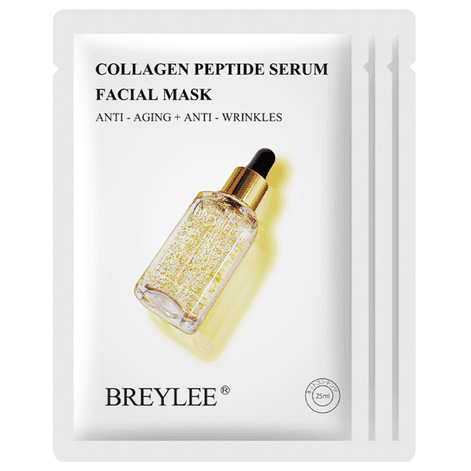 COLLAGEN PEPTIDE SERUM
FACIAL MASK
ANTI - AGING + ANTI - WRINKLES
BREYLEE®
25ml